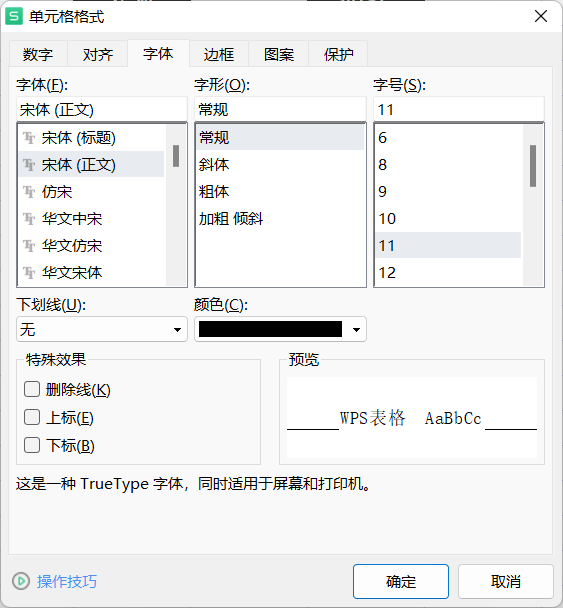 单元格格式
数字 对齐 字体 边框 图案 保护
字体(F): 字形(O): 字号(S):
宋体 (正文) 常规 11
宋体 (标题) 常规 6
宋体 (正文) 斜体 8
仿宋 粗体 9
华文中宋 加粗 倾斜 10
华文仿宋 11
华文宋体 12
下划线(U): 颜色(C):
无
特殊效果 预览
删除线(K)
上标(E) WPS表格 AaBbCc
下标(B)
这是一种 TrueType 字体，同时适用于屏幕和打印机。
操作技巧 确定 取消